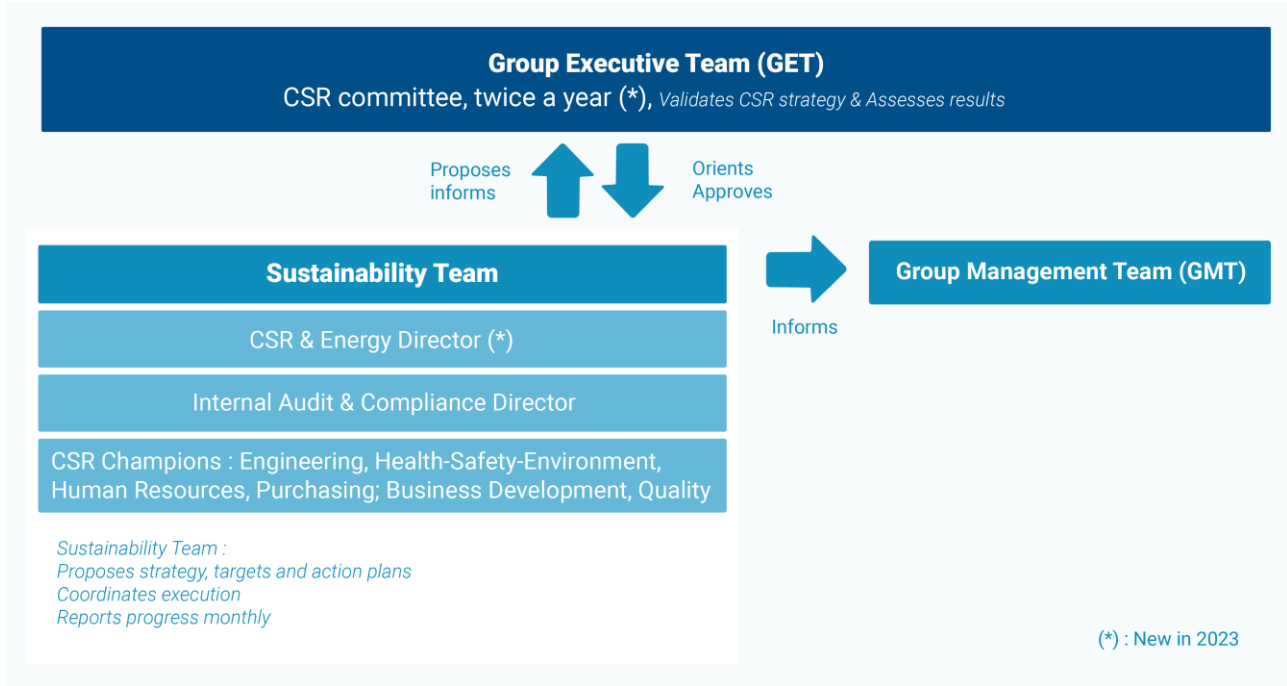 Group Executive Team (GET)
CSR committee, twice a year (*), Validates CSR strategy & Assesses results
Proposes
informs
Orients
Approves
Sustainability Team
CSR & Energy Director (*)
Internal Audit & Compliance Director
CSR Champions : Engineering, Health-Safety-Environment,
Human Resources, Purchasing; Business Development, Quality
Sustainability Team :
Proposes strategy, targets and action plans
Coordinates execution
Reports progress monthly
Informs
Group Management Team (GMT)
(*) : New in 2023